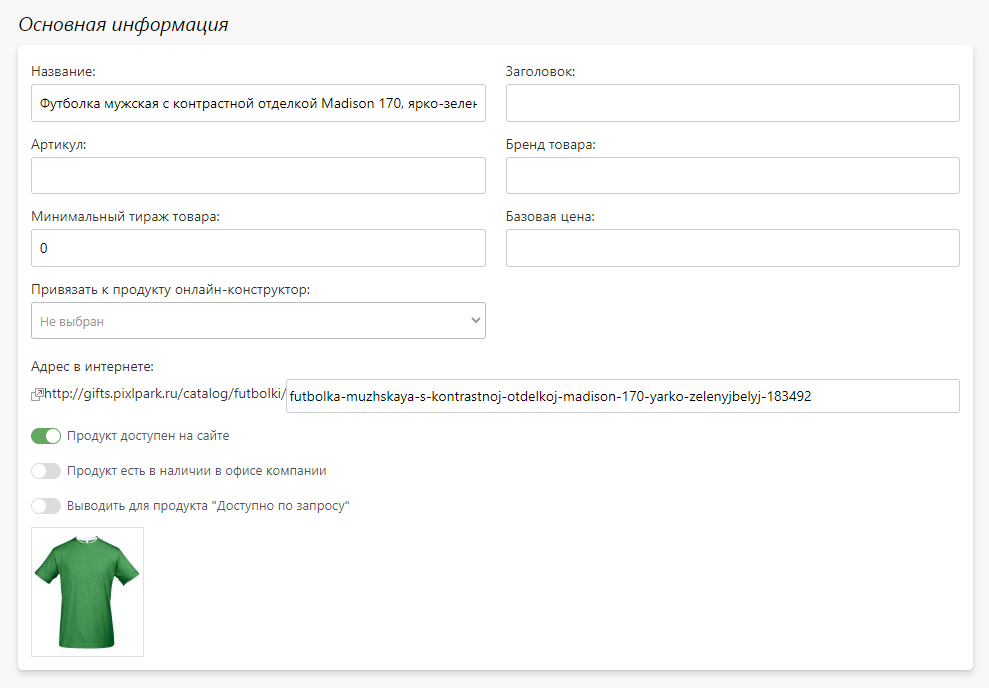 Основная информация
Название: Заголовок:
Футболка мужская с контрастной отделкой Madison 170, ярко-зелен
Артикул: Бренд товара:
Минимальный тираж товара: Базовая цена:
0
Привязать к продукту онлайн-конструктор:
Не выбран
Адрес в интернете:
http://gifts.pixlpark.ru/catalog/futbolki/ futbolka-muzhskaya-s-kontrastnoj-otdelkoj-madison-170-yarko-zelenyjbelyj-183492
Продукт доступен на сайте
Продукт есть в наличии в офисе компании
Выводить для продукта "Доступно по запросу"